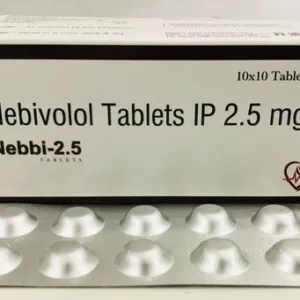 10x10 Table
Nebivolol Tablets IP 2.5 mg
Nebbi-2.5
TABLETS